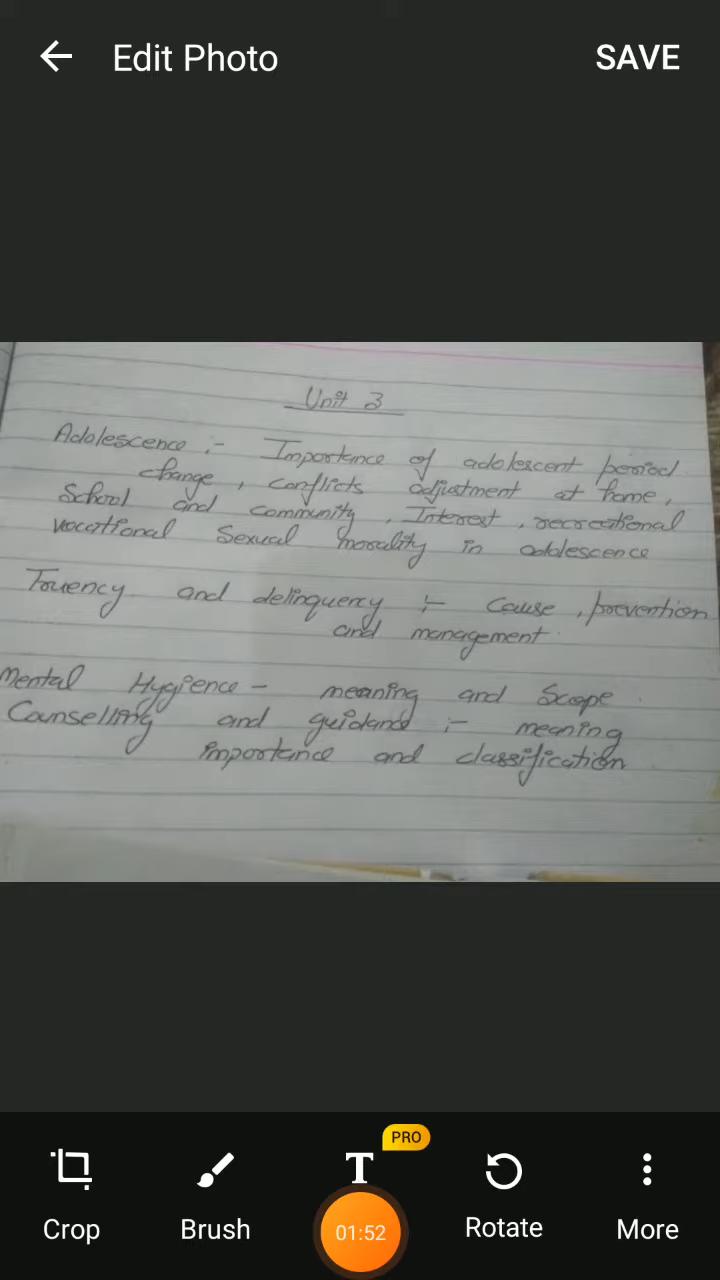 Edit Photo
SAVE
Unit 3
Adolescence :- Importance of adolescent period
change, conflicts adjustment at home,
School and community, Interest, recreational
vocational Sexual morality in adolescence
Truency and delinquency :- Cause, prevention
and management
Mental Hygience - meaning and Scope.
Counselling and guidance :- meaning
importance and classification
PRO
T
Crop
Brush
01:52
Rotate
More